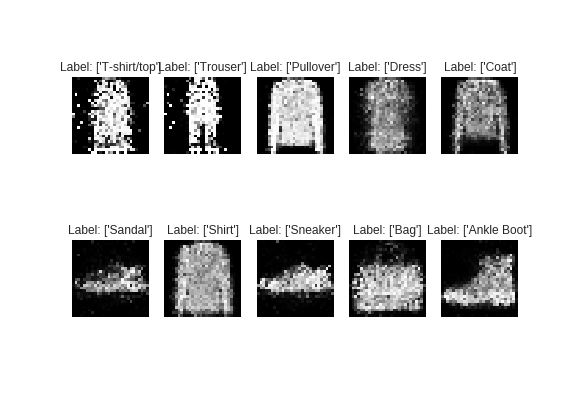 Label: ['T-shirt/top'] Label: ['Trouser'] Label: ['Pullover'] Label: ['Dress'] Label: ['Coat']
Label: ['Sandal'] Label: ['Shirt'] Label: ['Sneaker'] Label: ['Bag'] Label: ['Ankle Boot']